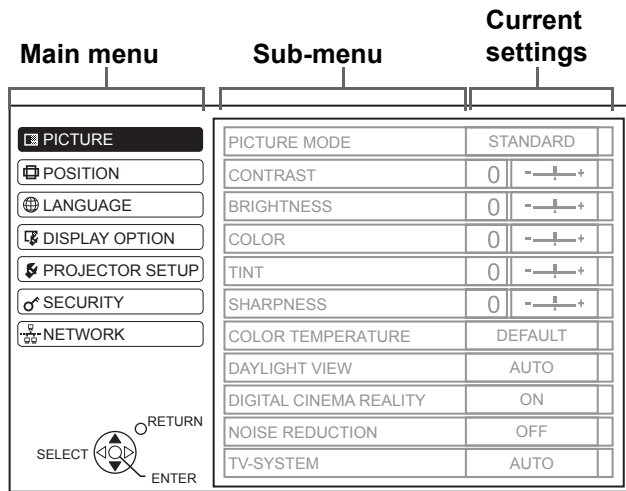 Main menu
Sub-menu
Current
settings
PICTURE
POSITION
LANGUAGE
DISPLAY OPTION
PROJECTOR SETUP
SECURITY
NETWORK
RETURN
SELECT
ENTER
PICTURE MODE STANDARD
CONTRAST 0 - +
BRIGHTNESS 0 - +
COLOR 0 - +
TINT 0 - +
SHARPNESS 0 - +
COLOR TEMPERATURE DEFAULT
DAYLIGHT VIEW AUTO
DIGITAL CINEMA REALITY ON
NOISE REDUCTION OFF
TV-SYSTEM AUTO